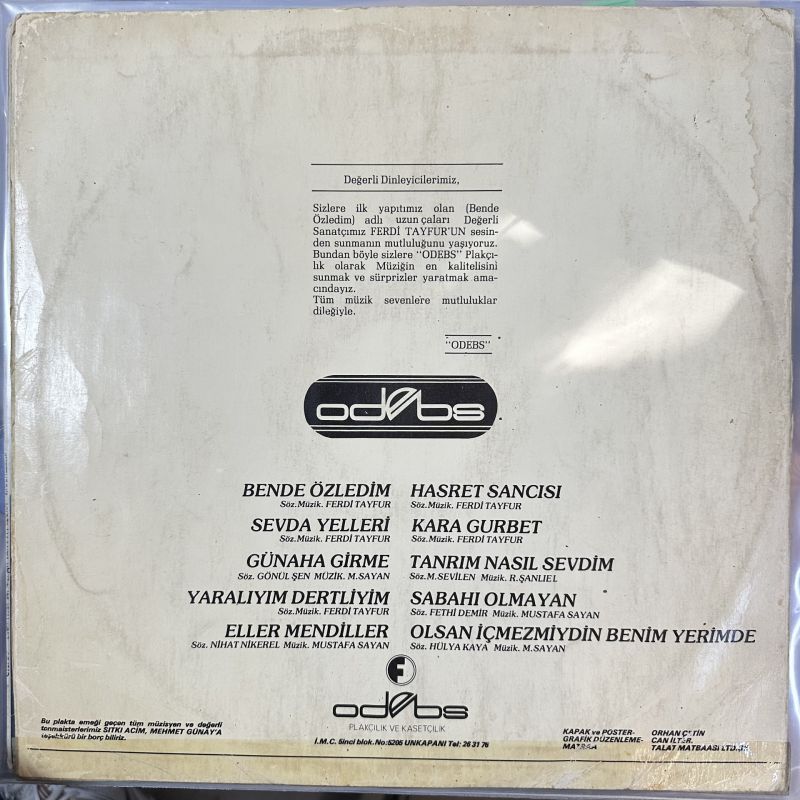 Değerli Dinleyicilerimiz,
Sizlere ilk yapıtımız olan (Bende
Özledim) adlı uzun çaları Değerli
Sanatçımız FERDİ TAYFUR'UN sesin-
den sunmanın mutluluğunu yaşıyoruz.
Bundan böyle sizlere "ODEBS" Plakçı-
lık olarak Müziğin en kalitelisini
sunmak ve sürprizler yaratmak ama-
cındayız.
Tüm müzik sevenlere mutluluklar
dileğiyle.
"ODEBS"
odebs
BENDE ÖZLEDİM
Söz.Müzik. FERDİ TAYFUR
SEVDA YELLERİ
Söz.Müzik. FERDİ TAYFUR
GÜNAHA GİRME
Söz. GÖNÜL ŞEN MÜZİK. M.SAYAN
YARALIYIM DERTLİYİM
Söz.Müzik. FERDİ TAYFUR
ELLER MENDİLLER
Söz. NİHAT NİKEREL Müzik. MUSTAFA SAYAN
HASRET SANCISI
Söz.Müzik. FERDİ TAYFUR
KARA GURBET
Söz.Müzik. FERDİ TAYFUR
TANRIM NASIL SEVDİM
Söz.M.SEVİLEN Müzik. R.ŞANLIEL
SABAHI OLMAYAN
Söz. FETHİ DEMİR Müzik. MUSTAFA SAYAN
OLSAN İÇMEZMİYDİN BENİM YERİMDE
Söz. HÜLYA KAYA Müzik. M.SAYAN
F
odebs
PLAKÇILIK VE KASETÇİLİK
İ.M.C. 5inci blok. No:5205 UNKAPANI Tel: 26 31 76
Bu plakta emeği geçen tüm müzisyen ve değerli
tonmaisterlerimiz SITKI ACIM, MEHMET GÜNAY'A
teşekkürü bir borç biliriz.
KAPAK ve POSTER-
GRAFİK DÜZENLEME-
MATBAA
ORHAN ÇETİN
CAN İLTER.
TALAT MATBAASI LTD.